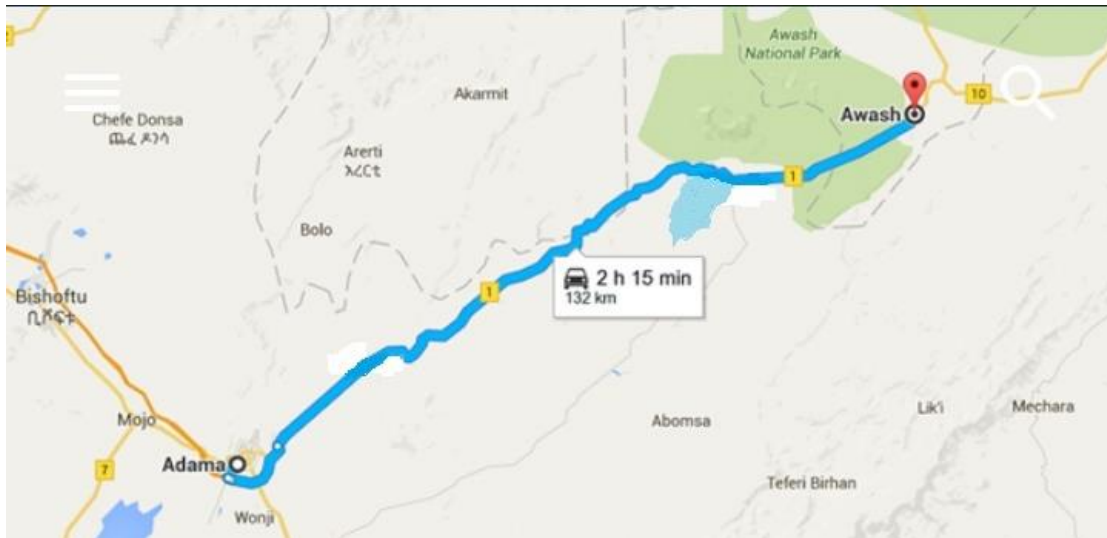 Awash
National Park
Akarmit
Awash
10
Chefe Donsa
ጨፌ ዶንሳ
Arerti
አረርቲ
1
Bolo
1
2 h 15 min
132 km
Bishoftu
ቢሾፍቱ
Mojo
Abomsa
Lik'i
Mechara
Adama
7
Teferi Birhan
Wonji